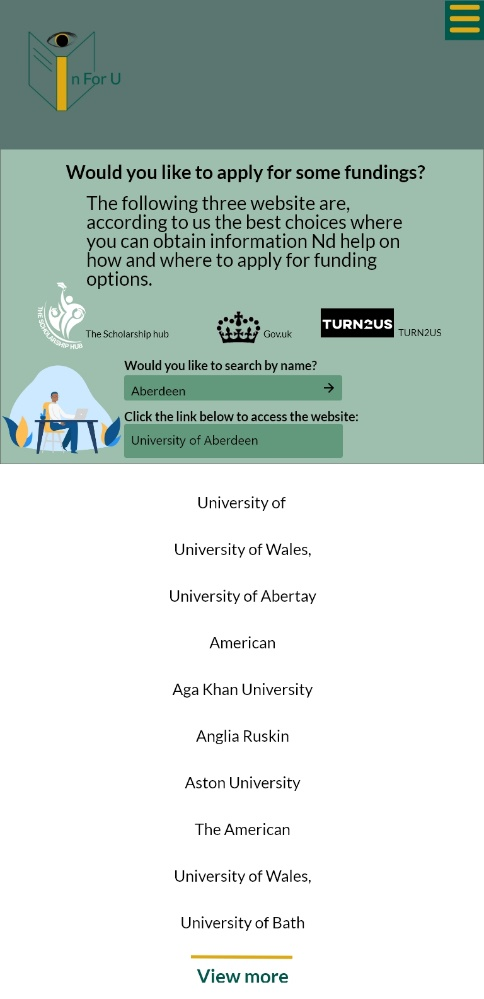 n For U
Would you like to apply for some fundings?
The following three website are,
according to us the best choices where
you can obtain information Nd help on
how and where to apply for funding
options.
THE SCHOLARSHIP HUB
The Scholarship hub
Gov.uk
TURN2US
TURN2US
Would you like to search by name?
Aberdeen
Click the link below to access the website:
University of Aberdeen
University of
University of Wales,
University of Abertay
American
Aga Khan University
Anglia Ruskin
Aston University
The American
University of Wales,
University of Bath
View more